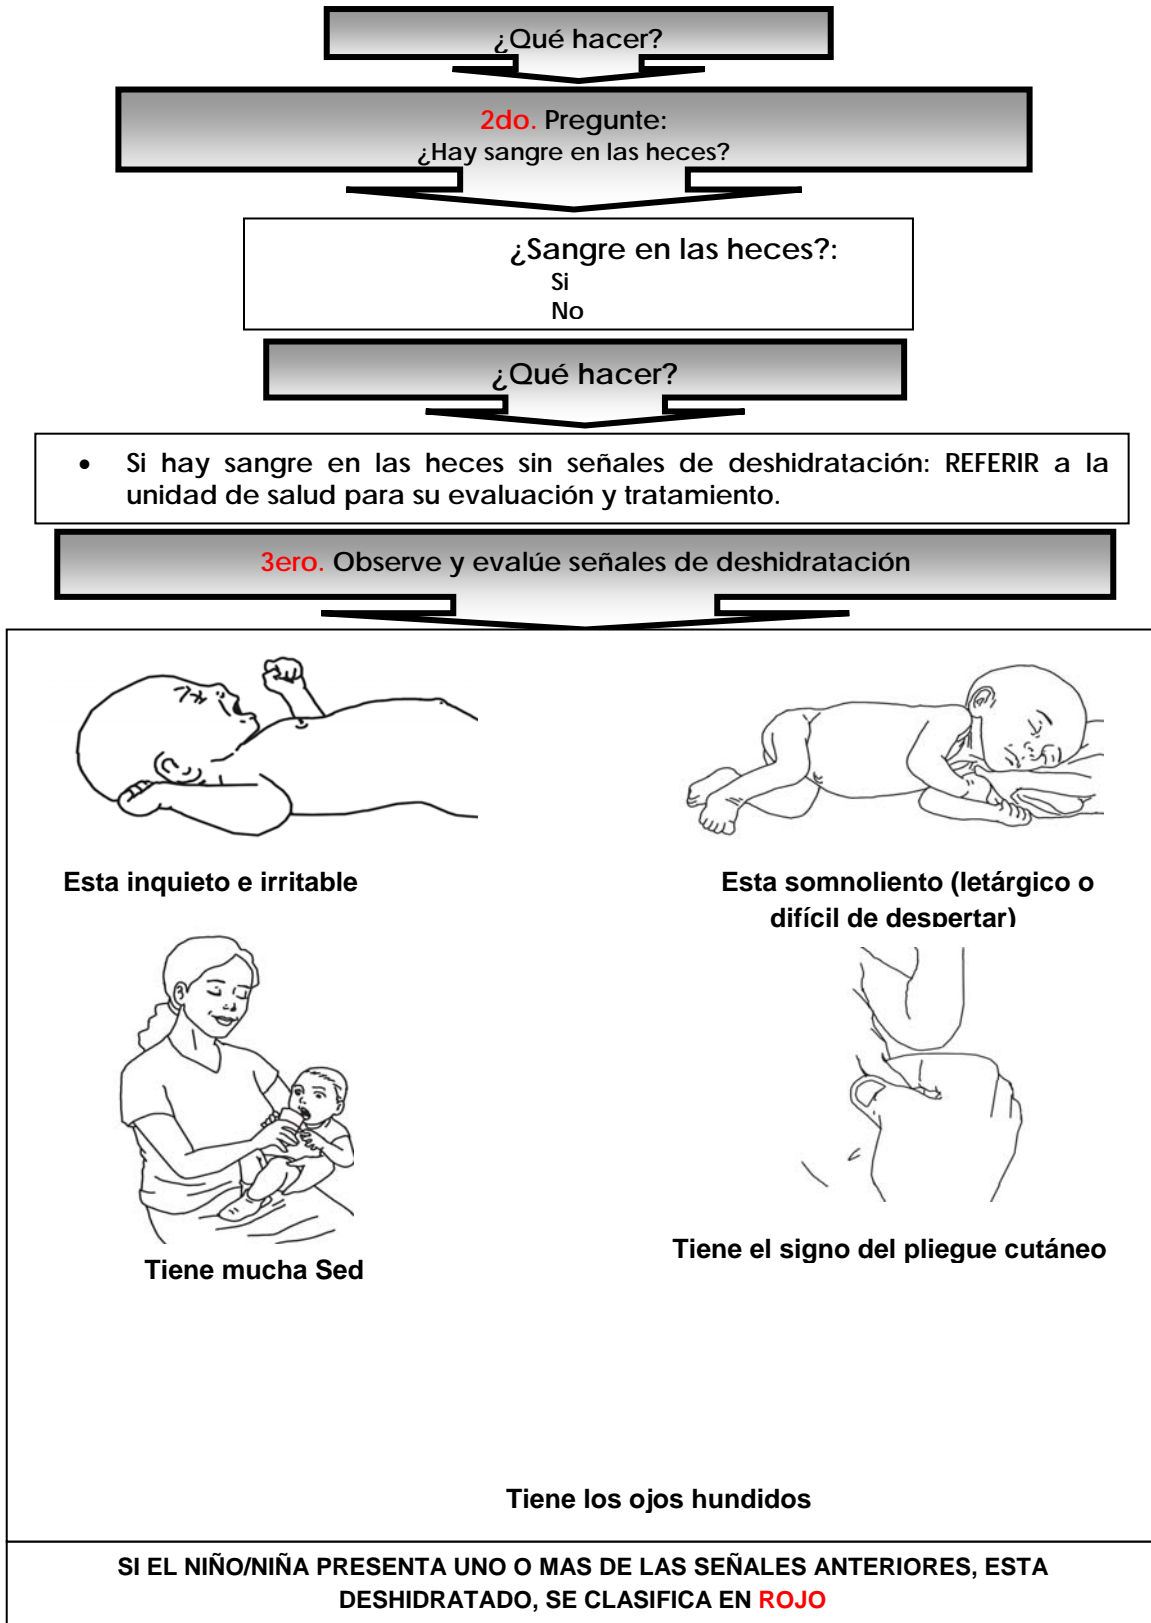 ¿Qué hacer?
2do. Pregunte:
¿Hay sangre en las heces?
¿Sangre en las heces?:
Si
No
¿Qué hacer?
• Si hay sangre en las heces sin señales de deshidratación: REFERIR a la
unidad de salud para su evaluación y tratamiento.
3ero. Observe y evalúe señales de deshidratación
Esta inquieto e irritable
Esta somnoliento (letárgico o
difícil de despertar)
Tiene mucha Sed
Tiene el signo del pliegue cutáneo
Tiene los ojos hundidos
SI EL NIÑO/NIÑA PRESENTA UNO O MAS DE LAS SEÑALES ANTERIORES, ESTA
DESHIDRATADO, SE CLASIFICA EN ROJO